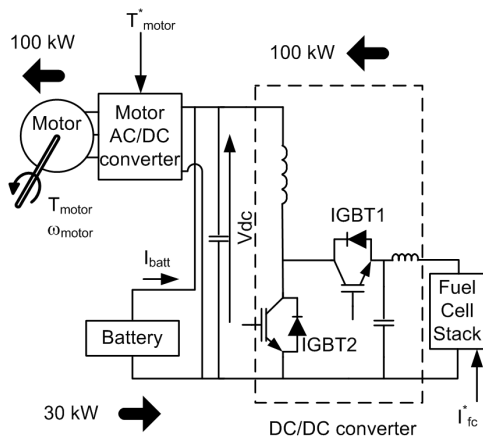 T*motor
100 kW
100 kW
Motor
Motor
AC/DC
converter
Tmotor
ωmotor
Vdc
IGBT1
Ibatt
Fuel
Cell
Stack
Battery
IGBT2
30 kW
I*fc
DC/DC converter